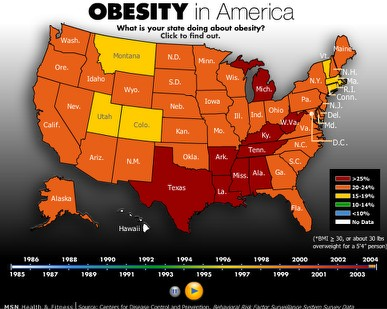 OBESITY in America
What is your state doing about obesity?
Click to find out.
Wash.
Montana
N.D.
Minn.
Vt.
Maine
Ore.
Idaho
S.D.
Wis.
Mich.
N.Y.
N.H.
Ma.
R.I.
Conn.
Wyo.
Neb.
Iowa
Pa.
N.J.
Nev.
Utah
Colo.
Ill.
Ind.
Ohio
Del.
Md.
Calif.
Kan.
Mo.
W.Va.
Va.
D.C.
Ky.
Ariz.
N.M.
Okla.
Ark.
Tenn.
N.C.
S.C.
Texas
La.
Miss.
Ala.
Ga.
Fla.
Alaska
Hawaii
>25%
20-24%
15-19%
10-14%
<10%
No Data
(*BMI ≥ 30, or about 30 lbs
overweight for a 5'4" person)
1986 1988 1990 1992 1994 1996 1998 2000 2002 2004
1985 1987 1989 1991 1993 1995 1997 1999 2001 2003
MSN Health & Fitness | Source: Centers for Disease Control and Prevention, Behavioral Risk Factor Surveillance System Survey Data